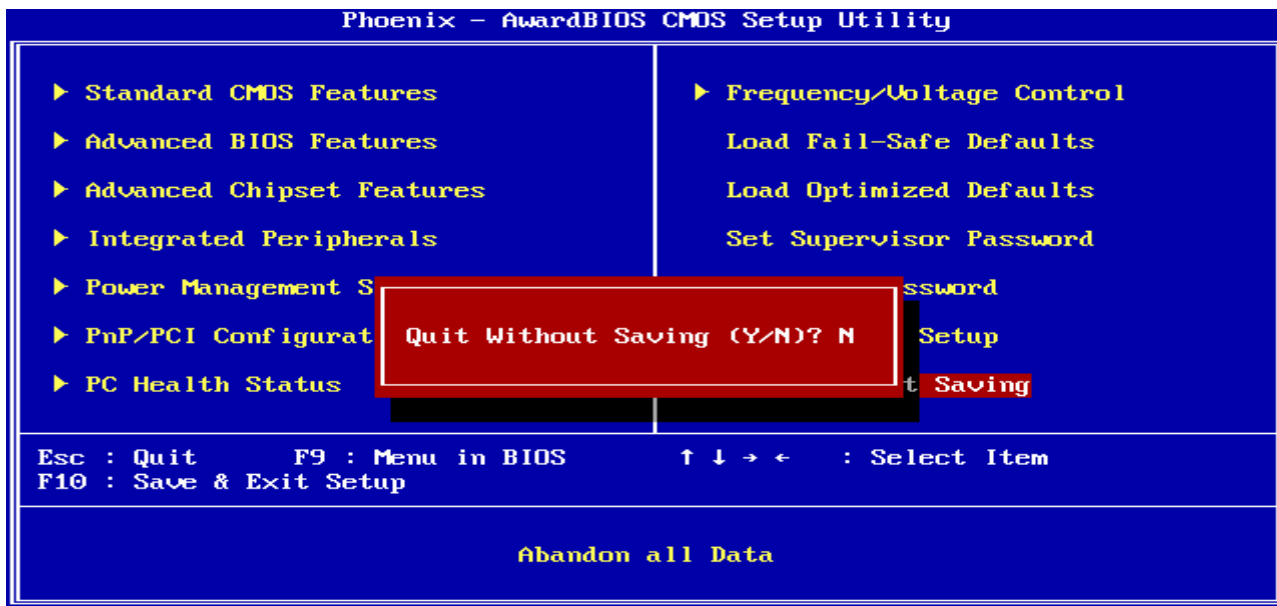 Phoenix - AwardBIOS CMOS Setup Utility
▶ Standard CMOS Features
▶ Advanced BIOS Features
▶ Advanced Chipset Features
▶ Integrated Peripherals
▶ Power Management S
▶ PnP/PCI Configurat
▶ PC Health Status
▶ Frequency/Voltage Control
Load Fail-Safe Defaults
Load Optimized Defaults
Set Supervisor Password
ssword
Setup
t Saving
Quit Without Saving (Y/N)? N
Esc : Quit F9 : Menu in BIOS ↑ ↓ → ← : Select Item
F10 : Save & Exit Setup
Abandon all Data